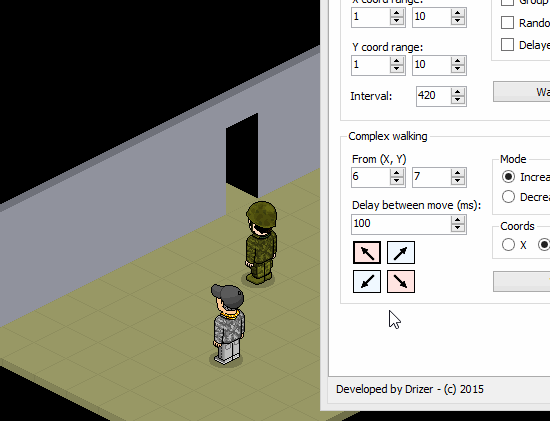 X coord range:
Group
1 10
Rando
Delaye
Y coord range:
1 10
Interval: 420
Wa
Complex walking
From (X, Y)
Mode
6 7
Increa
Decrea
Delay between move (ms):
100
Coords
X
Developed by Drizer - (c) 2015